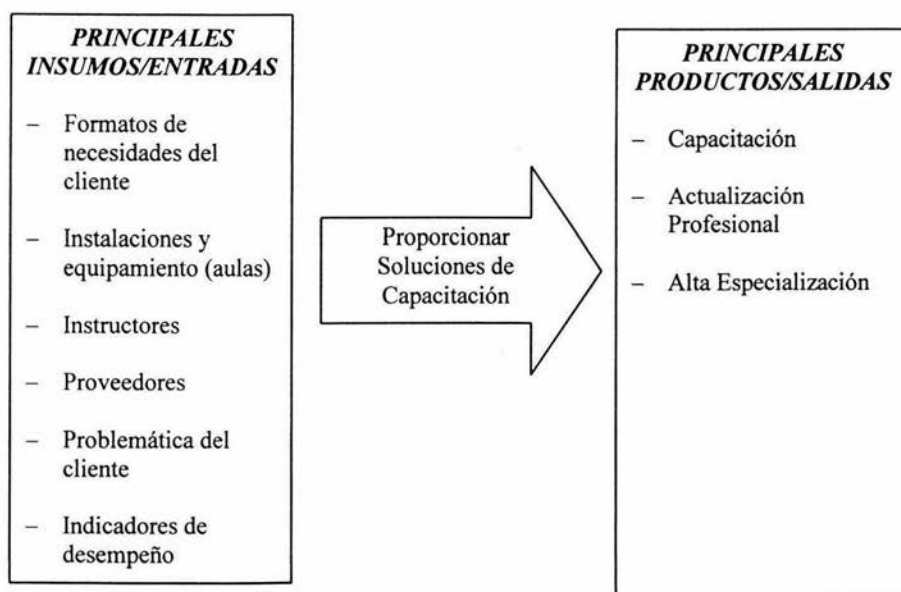 PRINCIPALES
INSUMOS/ENTRADAS
– Formatos de
necesidades del
cliente
– Instalaciones y
equipamiento (aulas)
– Instructores
– Proveedores
– Problemática del
cliente
– Indicadores de
desempeño
Proporcionar
Soluciones de
Capacitación
PRINCIPALES
PRODUCTOS/SALIDAS
– Capacitación
– Actualización
Profesional
– Alta Especialización